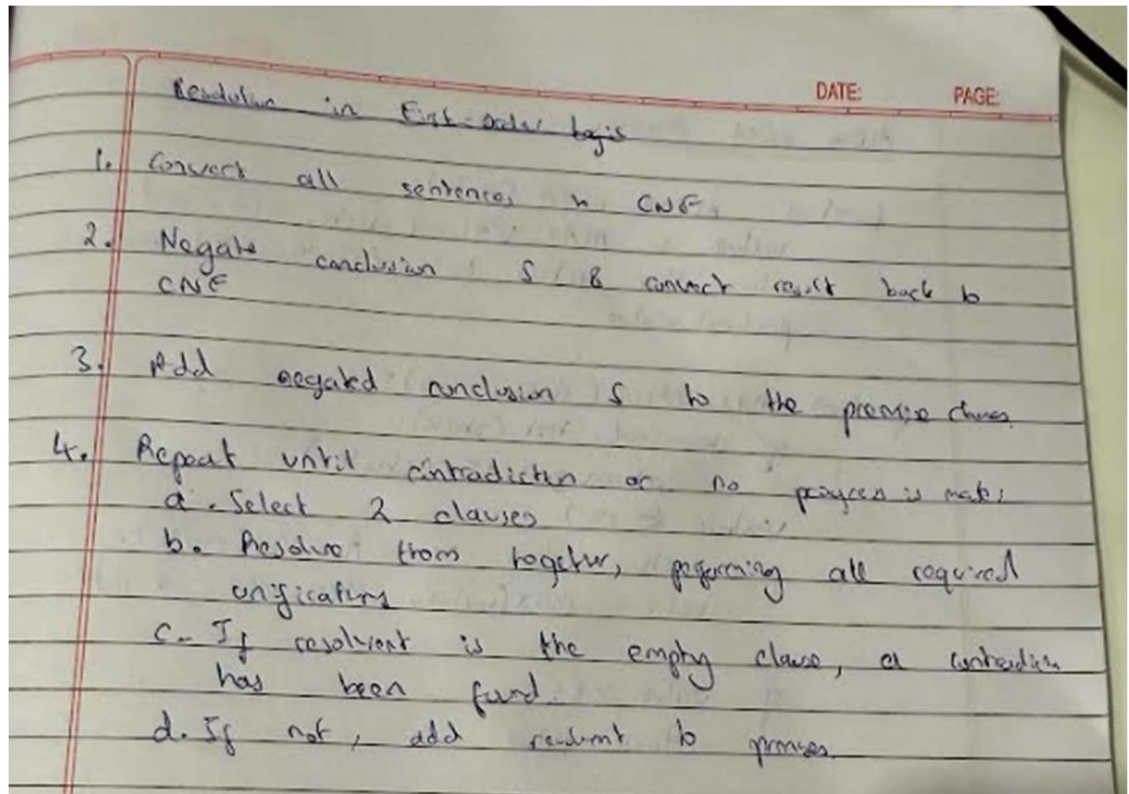 DATE: PAGE:
Resolution in First-Order Logic
1. Convert all sentences to CNF
2. Negate conclusion S & convert result back to
CNF
3. Add negated conclusion S to the premise clauses.
4. Repeat until contradiction or no progress is made:
a. Select 2 clauses
b. Resolve them together, performing all required
unifications
c. If resolvent is the empty clause, a contradiction
has been found.
d. If not, add resolvent to premises.